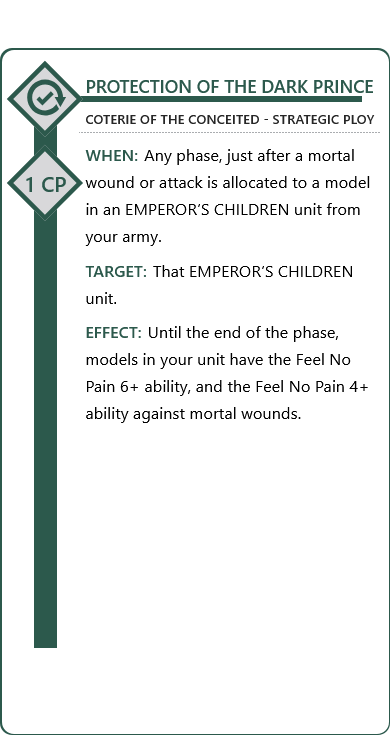 PROTECTION OF THE DARK PRINCE
COTERIE OF THE CONCEITED - STRATEGIC PLOY
1 CP
WHEN: Any phase, just after a mortal
wound or attack is allocated to a model
in an EMPEROR'S CHILDREN unit from
your army.
TARGET: That EMPEROR'S CHILDREN
unit.
EFFECT: Until the end of the phase,
models in your unit have the Feel No
Pain 6+ ability, and the Feel No Pain 4+
ability against mortal wounds.